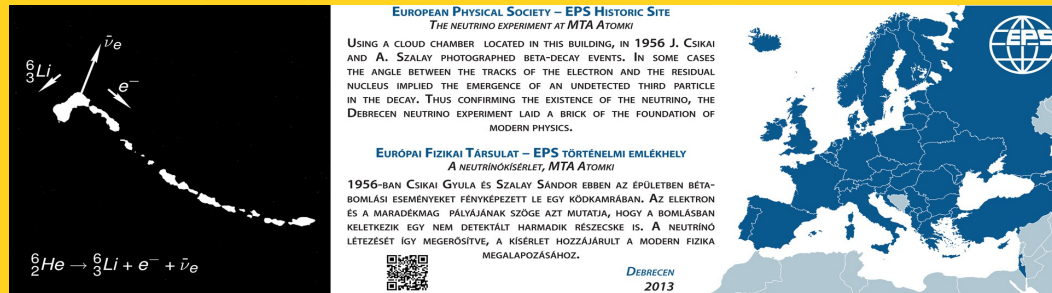 ν̄e
⁶₃Li
e⁻
⁶₂He → ⁶₃Li + e⁻ + ν̄e
European Physical Society – EPS Historic Site
The neutrino experiment at MTA Atomki
Using a cloud chamber located in this building, in 1956 J. Csikai
and A. Szalay photographed beta-decay events. In some cases
the angle between the tracks of the electron and the residual
nucleus implied the emergence of an undetected third particle
in the decay. Thus confirming the existence of the neutrino, the
Debrecen neutrino experiment laid a brick of the foundation of
modern physics.
Európai Fizikai Társulat – EPS történelmi emlékhely
A neutrínókísérlet, MTA Atomki
1956-ban Csikai Gyula és Szalay Sándor ebben az épületben béta-
bomlási eseményeket fényképezett le egy ködkamrában. Az elektron
és a maradékmag pályájának szöge azt mutatja, hogy a bomlásban
keletkezik egy nem detektált harmadik részecske is. A neutrínó
létezését így megerősítve, a kísérlet hozzájárult a modern fizika
megalapozásához.
Debrecen
2013
EPS